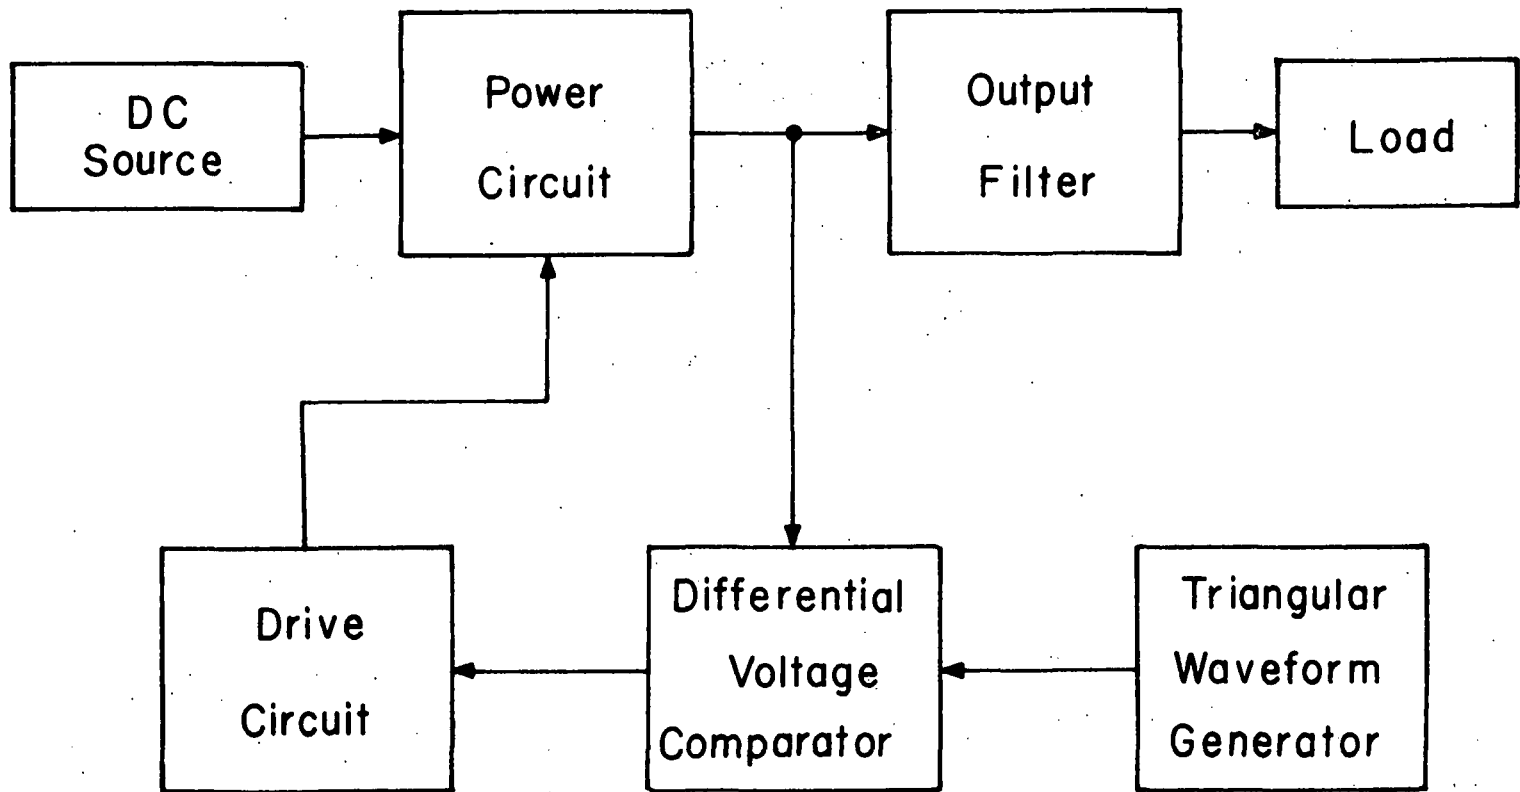 DC
Source
Power
Circuit
Output
Filter
Load
Drive
Circuit
Differential
Voltage
Comparator
Triangular
Waveform
Generator